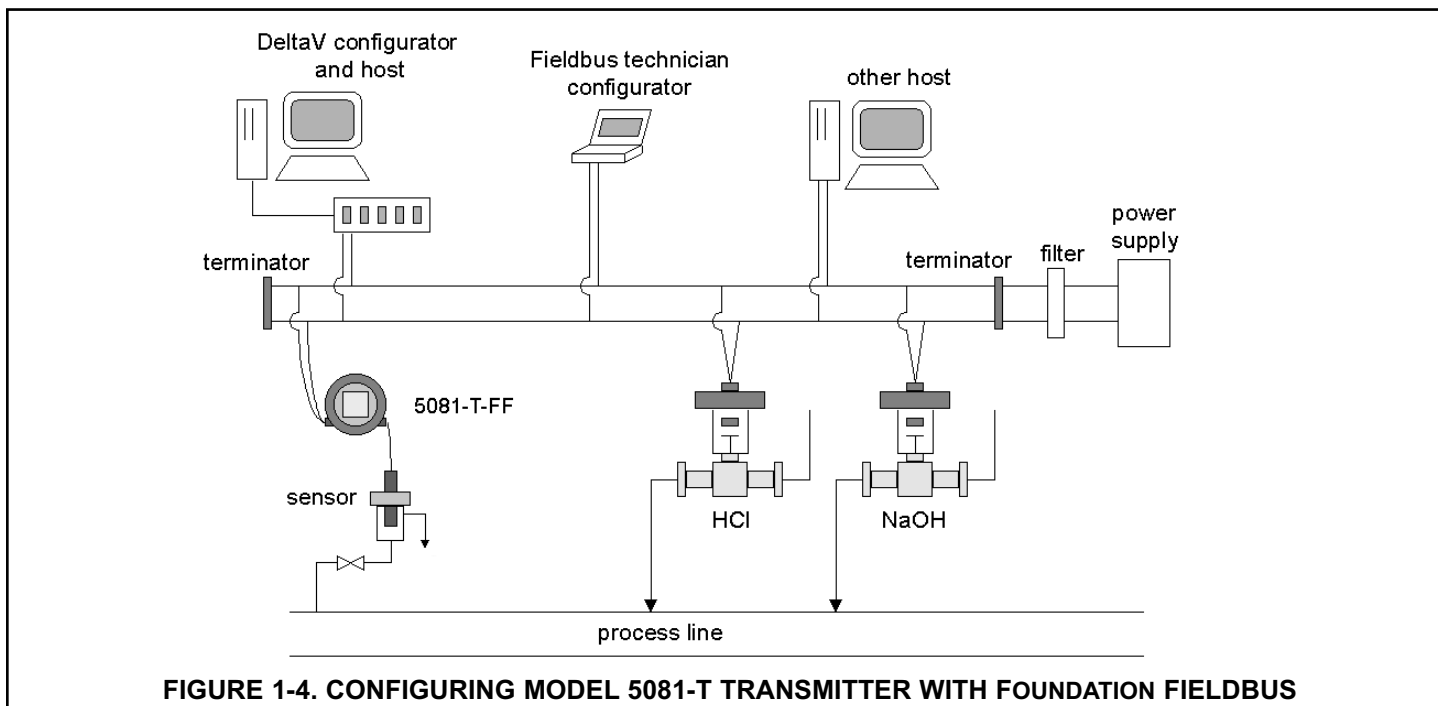 DeltaV configurator
and host
Fieldbus technician
configurator
other host
power
supply
terminator
terminator
filter
5081-T-FF
sensor
HCl
NaOH
process line
FIGURE 1-4. CONFIGURING MODEL 5081-T TRANSMITTER WITH FOUNDATION FIELDBUS